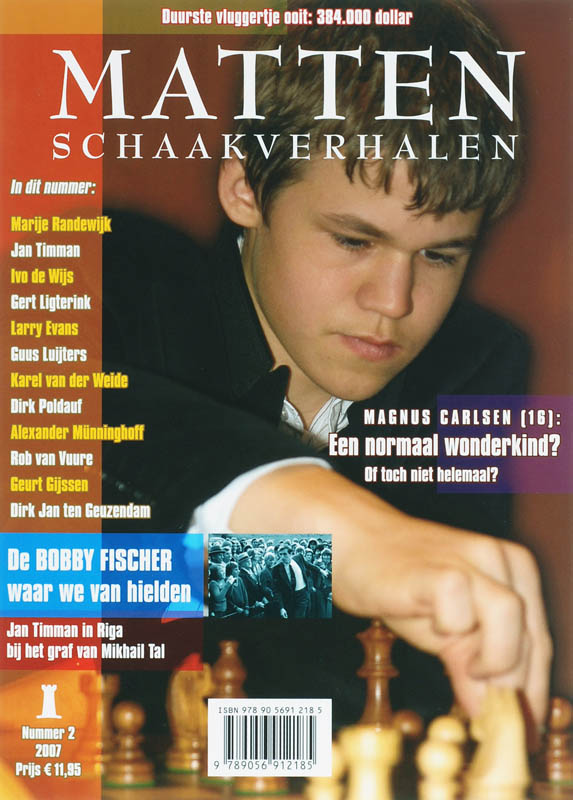 Duurste vluggertje ooit: 384.000 dollar
MATTEN
SCHAAKVERHALEN
In dit nummer:
Marije Randewijk
Jan Timman
Ivo de Wijs
Gert Ligterink
Larry Evans
Guus Luijters
Karel van der Weide
Dirk Poldauf
Alexander Münninghoff
Rob van Vuure
Geurt Gijssen
Dirk Jan ten Geuzendam
MAGNUS CARLSEN (16):
Een normaal wonderkind?
Of toch niet helemaal?
De BOBBY FISCHER
waar we van hielden
Jan Timman in Riga
bij het graf van Mikhail Tal
Nummer 2
2007
Prijs € 11,95
ISBN 978 90 5691 218 5
9 789056 912185